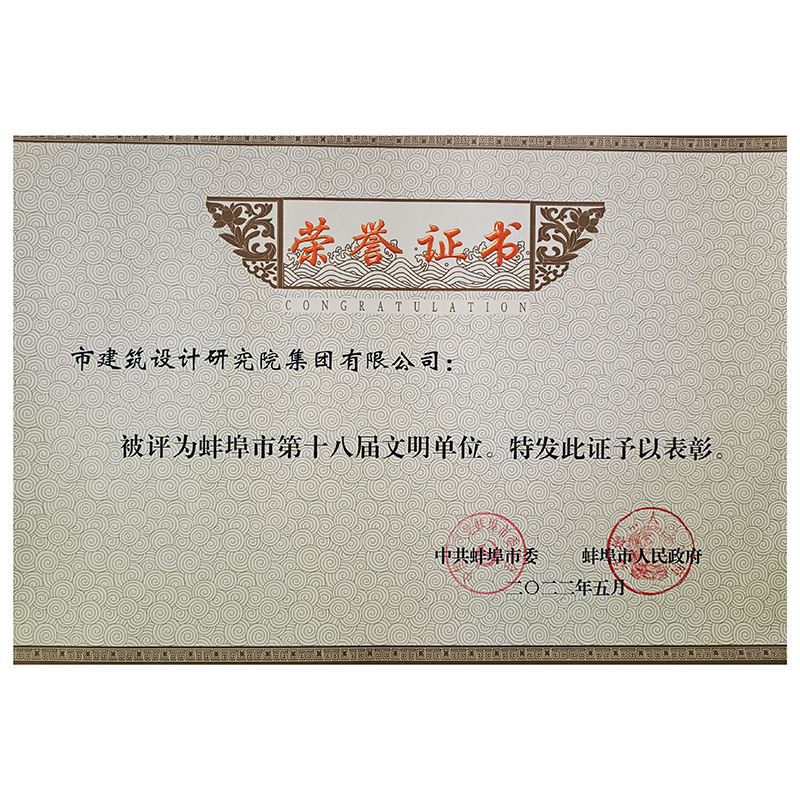 荣誉证书
CONGRATULATION
市建筑设计研究院集团有限公司：
被评为蚌埠市第十八届文明单位。特发此证予以表彰。
中共蚌埠市委 蚌埠市人民政府
二〇二二年五月